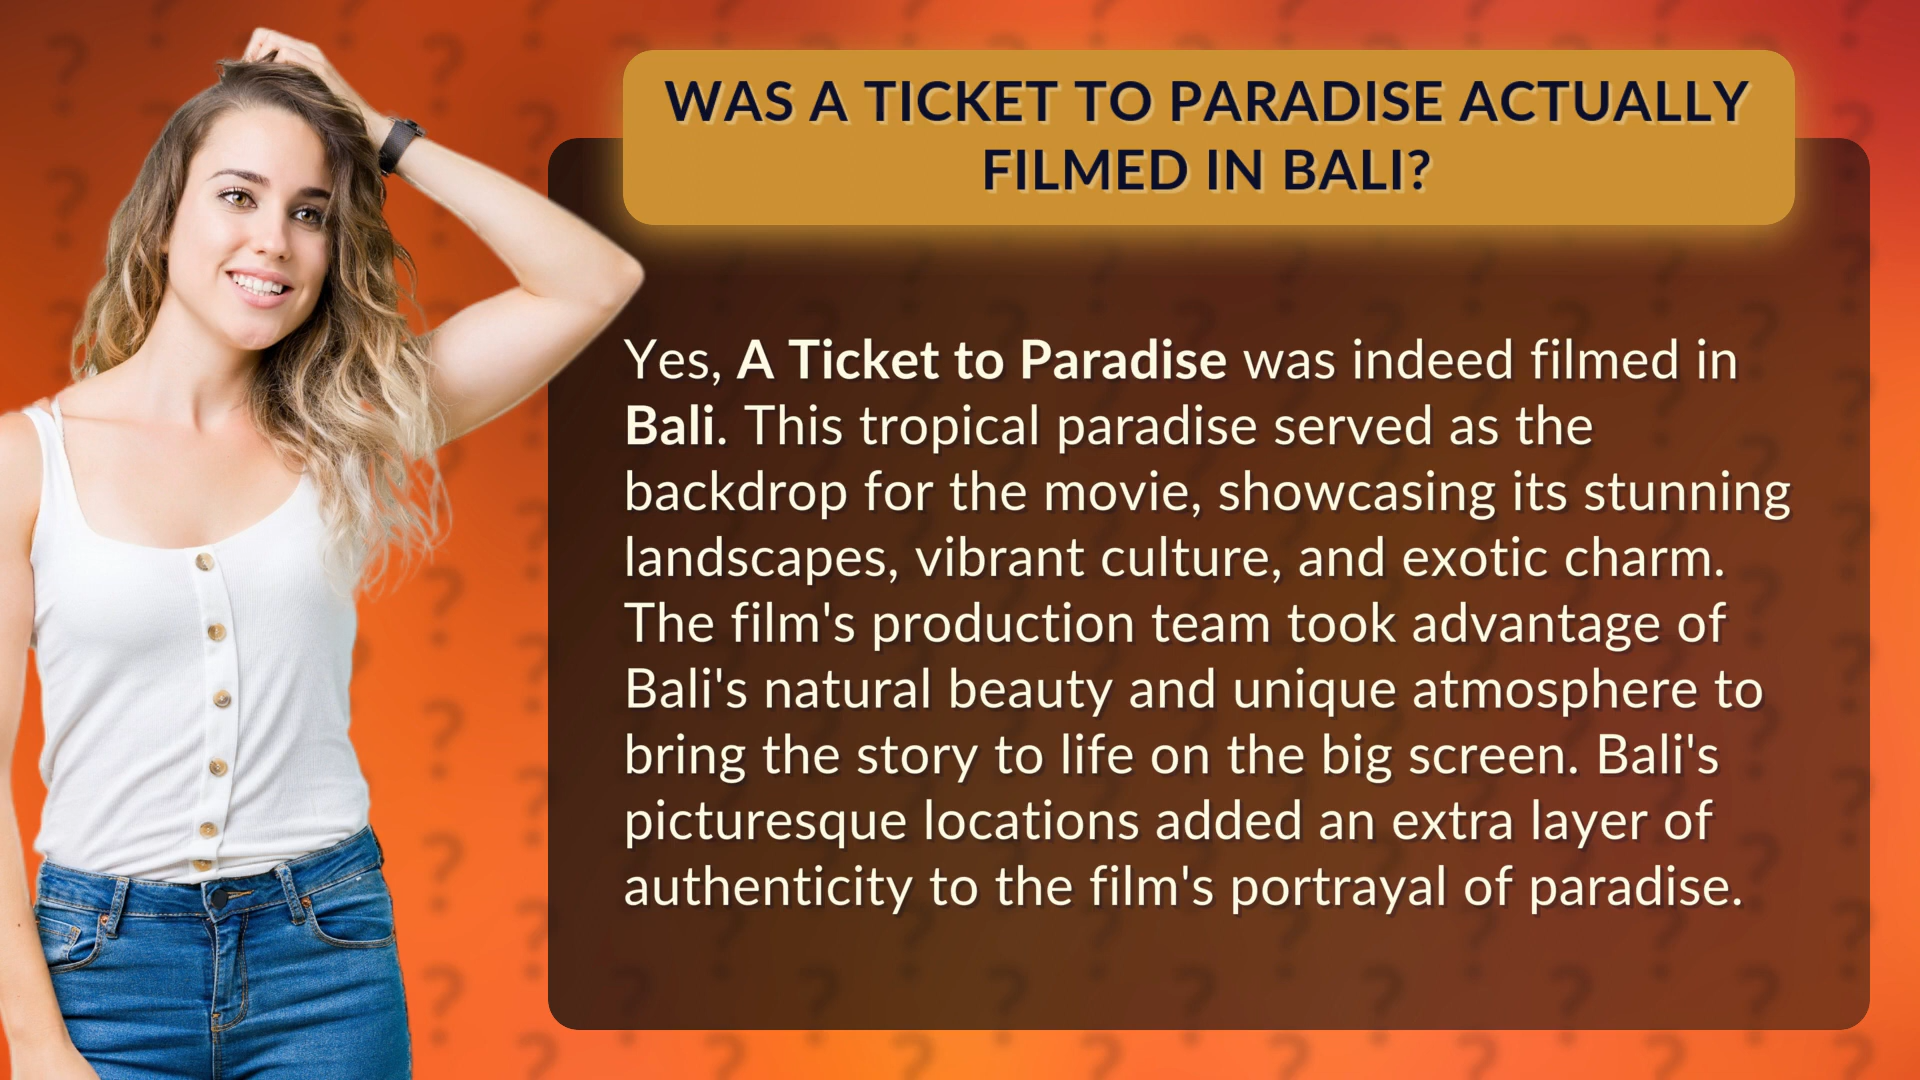 WAS A TICKET TO PARADISE ACTUALLY
FILMED IN BALI?
Yes, A Ticket to Paradise was indeed filmed in
Bali. This tropical paradise served as the
backdrop for the movie, showcasing its stunning
landscapes, vibrant culture, and exotic charm.
The film's production team took advantage of
Bali's natural beauty and unique atmosphere to
bring the story to life on the big screen. Bali's
picturesque locations added an extra layer of
authenticity to the film's portrayal of paradise.